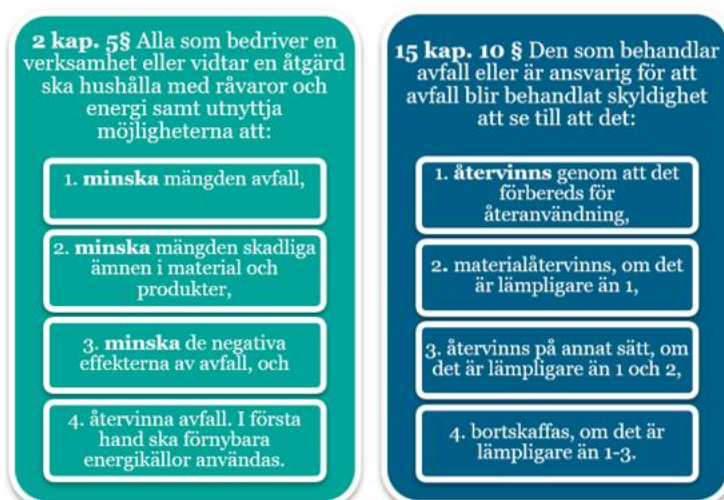 2 kap. 5§ Alla som bedriver en
verksamhet eller vidtar en åtgärd
ska hushålla med råvaror och
energi samt utnyttja
möjligheterna att:
1. minska mängden avfall,
2. minska mängden skadliga
ämnen i material och
produkter,
3. minska de negativa
effekterna av avfall, och
4. återvinna avfall. I första
hand ska förnybara
energikällor användas.
15 kap. 10 § Den som behandlar
avfall eller är ansvarig för att
avfall blir behandlat skyldighet
att se till att det:
1. återvinns genom att det
förbereds för
återanvändning,
2. materialåtervinns, om det
är lämpligare än 1,
3. återvinns på annat sätt, om
det är lämpligare än 1 och 2,
4. bortskaffas, om det är
lämpligare än 1-3.